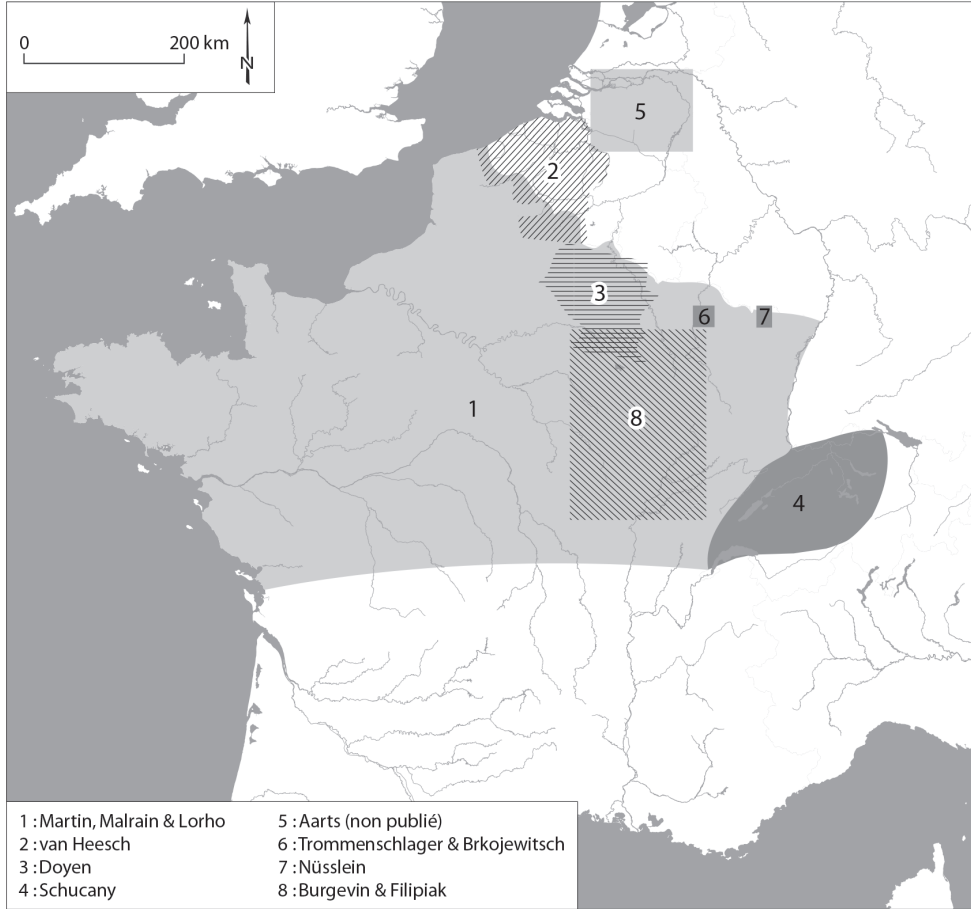 0 200 km
N
5
2
3
6 7
1
8
4
1 : Martin, Malrain & Lorho
2 : van Heesch
3 : Doyen
4 : Schucany
5 : Aarts (non publié)
6 : Trommenschlager & Brkojewitsch
7 : Nüsslein
8 : Burgevin & Filipiak